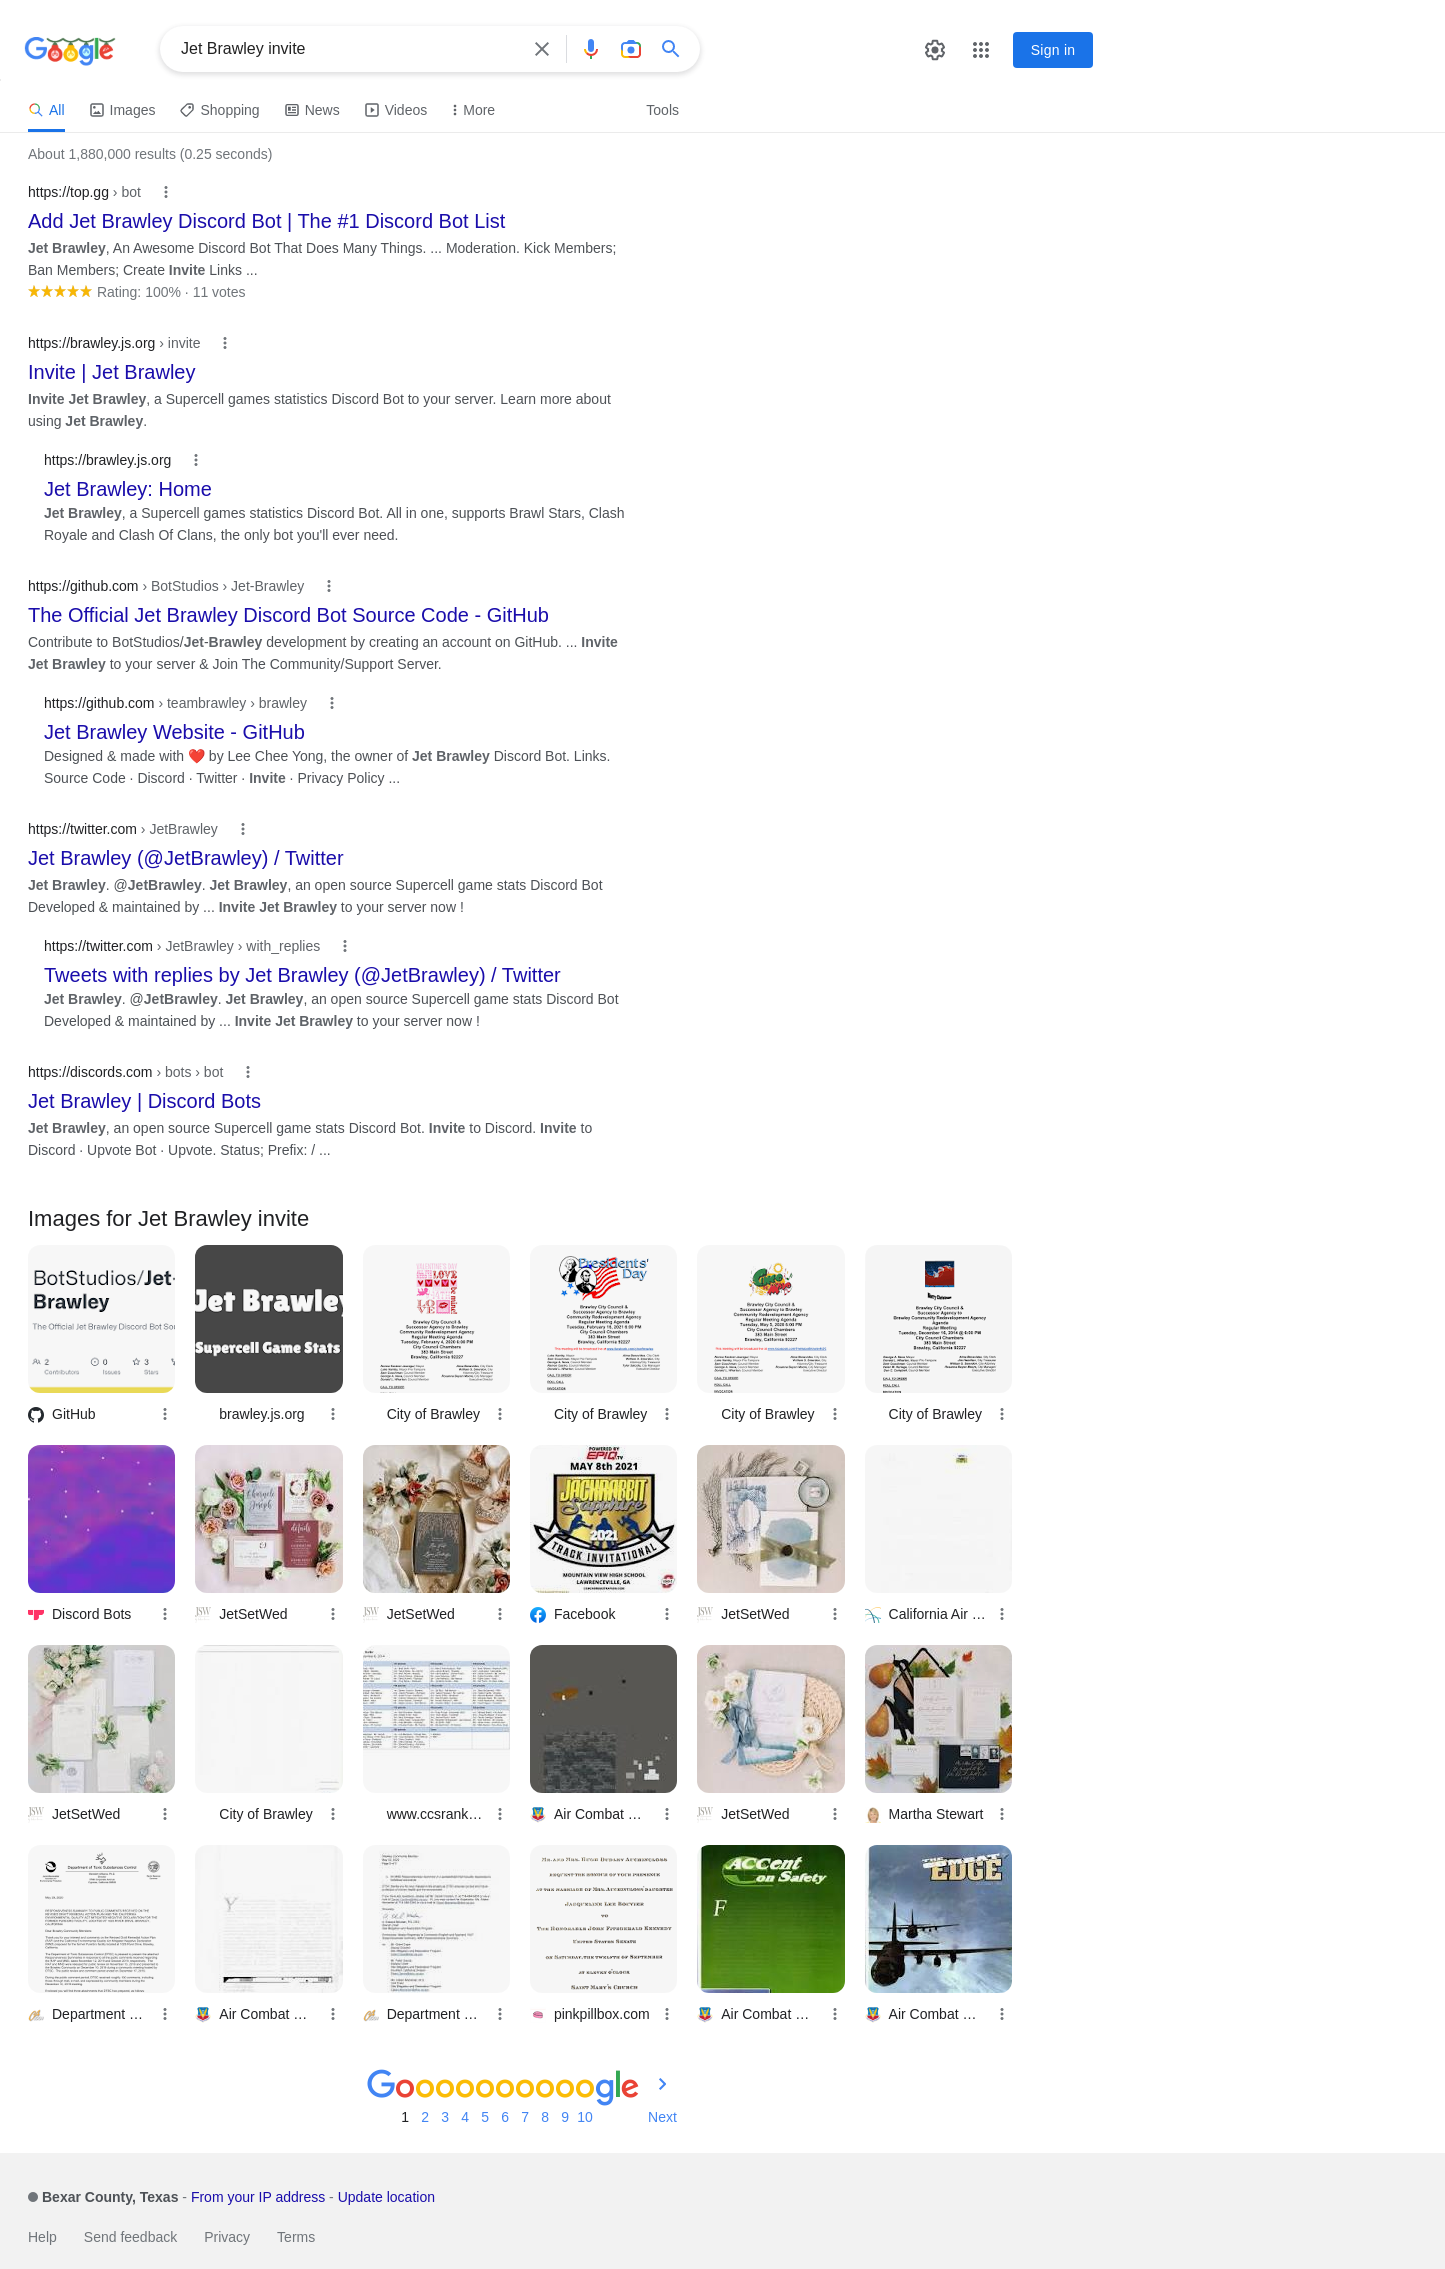 Google
Jet Brawley invite
Sign in
All
Images
Shopping
News
Videos
More
Tools
About 1,880,000 results (0.25 seconds)
https://top.gg › bot
Add Jet Brawley Discord Bot | The #1 Discord Bot List
Jet Brawley, An Awesome Discord Bot That Does Many Things. ... Moderation. Kick Members;
Ban Members; Create Invite Links ...
Rating: 100% · 11 votes
https://brawley.js.org › invite
Invite | Jet Brawley
Invite Jet Brawley, a Supercell games statistics Discord Bot to your server. Learn more about
using Jet Brawley.
https://brawley.js.org
Jet Brawley: Home
Jet Brawley, a Supercell games statistics Discord Bot. All in one, supports Brawl Stars, Clash
Royale and Clash Of Clans, the only bot you'll ever need.
https://github.com › BotStudios › Jet-Brawley
The Official Jet Brawley Discord Bot Source Code - GitHub
Contribute to BotStudios/Jet-Brawley development by creating an account on GitHub. ... Invite
Jet Brawley to your server & Join The Community/Support Server.
https://github.com › teambrawley › brawley
Jet Brawley Website - GitHub
Designed & made with ❤️ by Lee Chee Yong, the owner of Jet Brawley Discord Bot. Links.
Source Code · Discord · Twitter · Invite · Privacy Policy ...
https://twitter.com › JetBrawley
Jet Brawley (@JetBrawley) / Twitter
Jet Brawley. @JetBrawley. Jet Brawley, an open source Supercell game stats Discord Bot
Developed & maintained by ... Invite Jet Brawley to your server now !
https://twitter.com › JetBrawley › with_replies
Tweets with replies by Jet Brawley (@JetBrawley) / Twitter
Jet Brawley. @JetBrawley. Jet Brawley, an open source Supercell game stats Discord Bot
Developed & maintained by ... Invite Jet Brawley to your server now !
https://discords.com › bots › bot
Jet Brawley | Discord Bots
Jet Brawley, an open source Supercell game stats Discord Bot. Invite to Discord. Invite to
Discord · Upvote Bot · Upvote. Status; Prefix: / ...
Images for Jet Brawley invite
BotStudios/Jet-
Brawley
The Official Jet Brawley Discord Bot Sou
2 0 3
Contributors Issues Stars
Jet Brawley
Supercell Game Stats
Presidents'
Day
GitHub
brawley.js.org
City of Brawley
City of Brawley
City of Brawley
City of Brawley
POWERED BY
EPIQ.TV
MAY 8th 2021
JACKRABBIT
Sapphire
2021
TRACK INVITATIONAL
MOUNTAIN VIEW HIGH SCHOOL
LAWRENCEVILLE, GA
Discord Bots
JetSetWed
JetSetWed
Facebook
JetSetWed
California Air …
JetSetWed
City of Brawley
www.ccsrank…
Air Combat …
JetSetWed
Martha Stewart
Department of Toxic Substances Control
ACCent
on Safety
F
THE COMBAT
EDGE
Department …
Air Combat …
Department …
pinkpillbox.com
Air Combat …
Air Combat …
Goooooooooogle
1 2 3 4 5 6 7 8 9 10 Next
Bexar County, Texas - From your IP address - Update location
Help Send feedback Privacy Terms